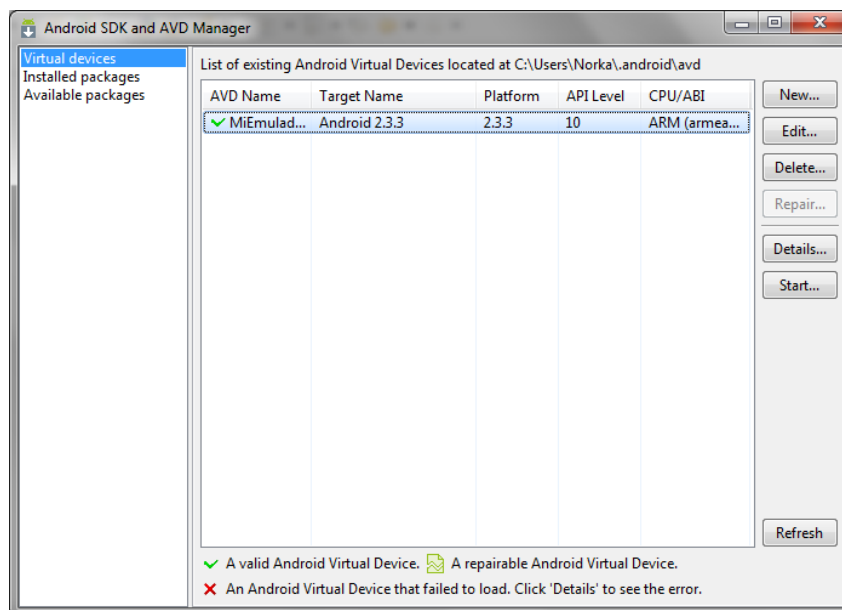 Android SDK and AVD Manager
Virtual devices
Installed packages
Available packages
List of existing Android Virtual Devices located at C:\Users\Norka\.android\avd
AVD Name Target Name Platform API Level CPU/ABI
MiEmulad... Android 2.3.3 2.3.3 10 ARM (armea...
New...
Edit...
Delete...
Repair...
Details...
Start...
Refresh
A valid Android Virtual Device. A repairable Android Virtual Device.
An Android Virtual Device that failed to load. Click 'Details' to see the error.